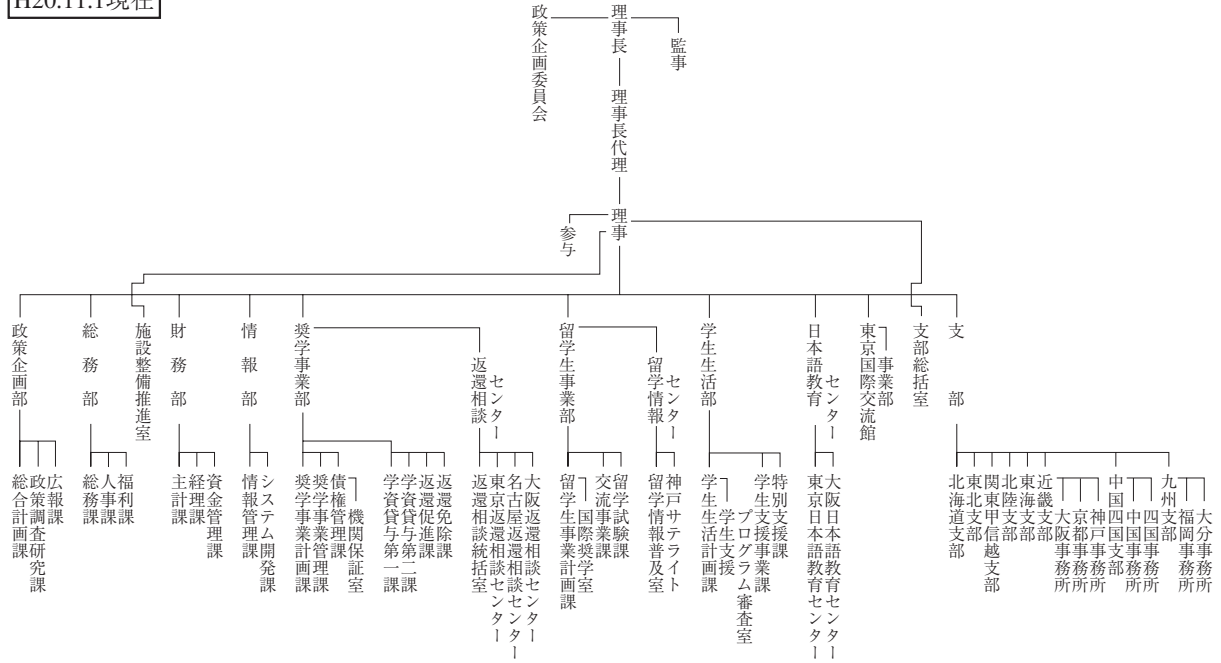 H20.11.1現在
理事長
政策企画委員会
監事
理事長代理
理事
参与
政策企画部
総務部
施設整備推進室
財務部
情報部
奨学事業部
返還相談センター
留学生事業部
留学情報センター
学生生活部
日本語教育センター
東京国際交流館
事業部
支部総括室
支部
総合計画課
政策調査研究課
広報課
総務課
人事課
福利課
主計課
経理課
資金管理課
情報管理課
システム開発課
奨学事業計画課
奨学事業管理課
債権管理課
機関保証室
学資貸与第一課
学資貸与第二課
返還促進課
返還免除課
返還相談統括室
東京返還相談センター
名古屋返還相談センター
大阪返還相談センター
留学生事業計画課
国際奨学室
交流事業課
留学試験課
留学情報普及室
神戸サテライト
学生生活計画課
学生支援
プログラム審査室
学生支援事業課
特別支援課
東京日本語教育センター
大阪日本語教育センター
北海道支部
東北支部
関東甲信越支部
北陸支部
東海支部
近畿支部
大阪事務所
京都事務所
神戸事務所
中国四国支部
中国事務所
四国事務所
九州支部
福岡事務所
大分事務所